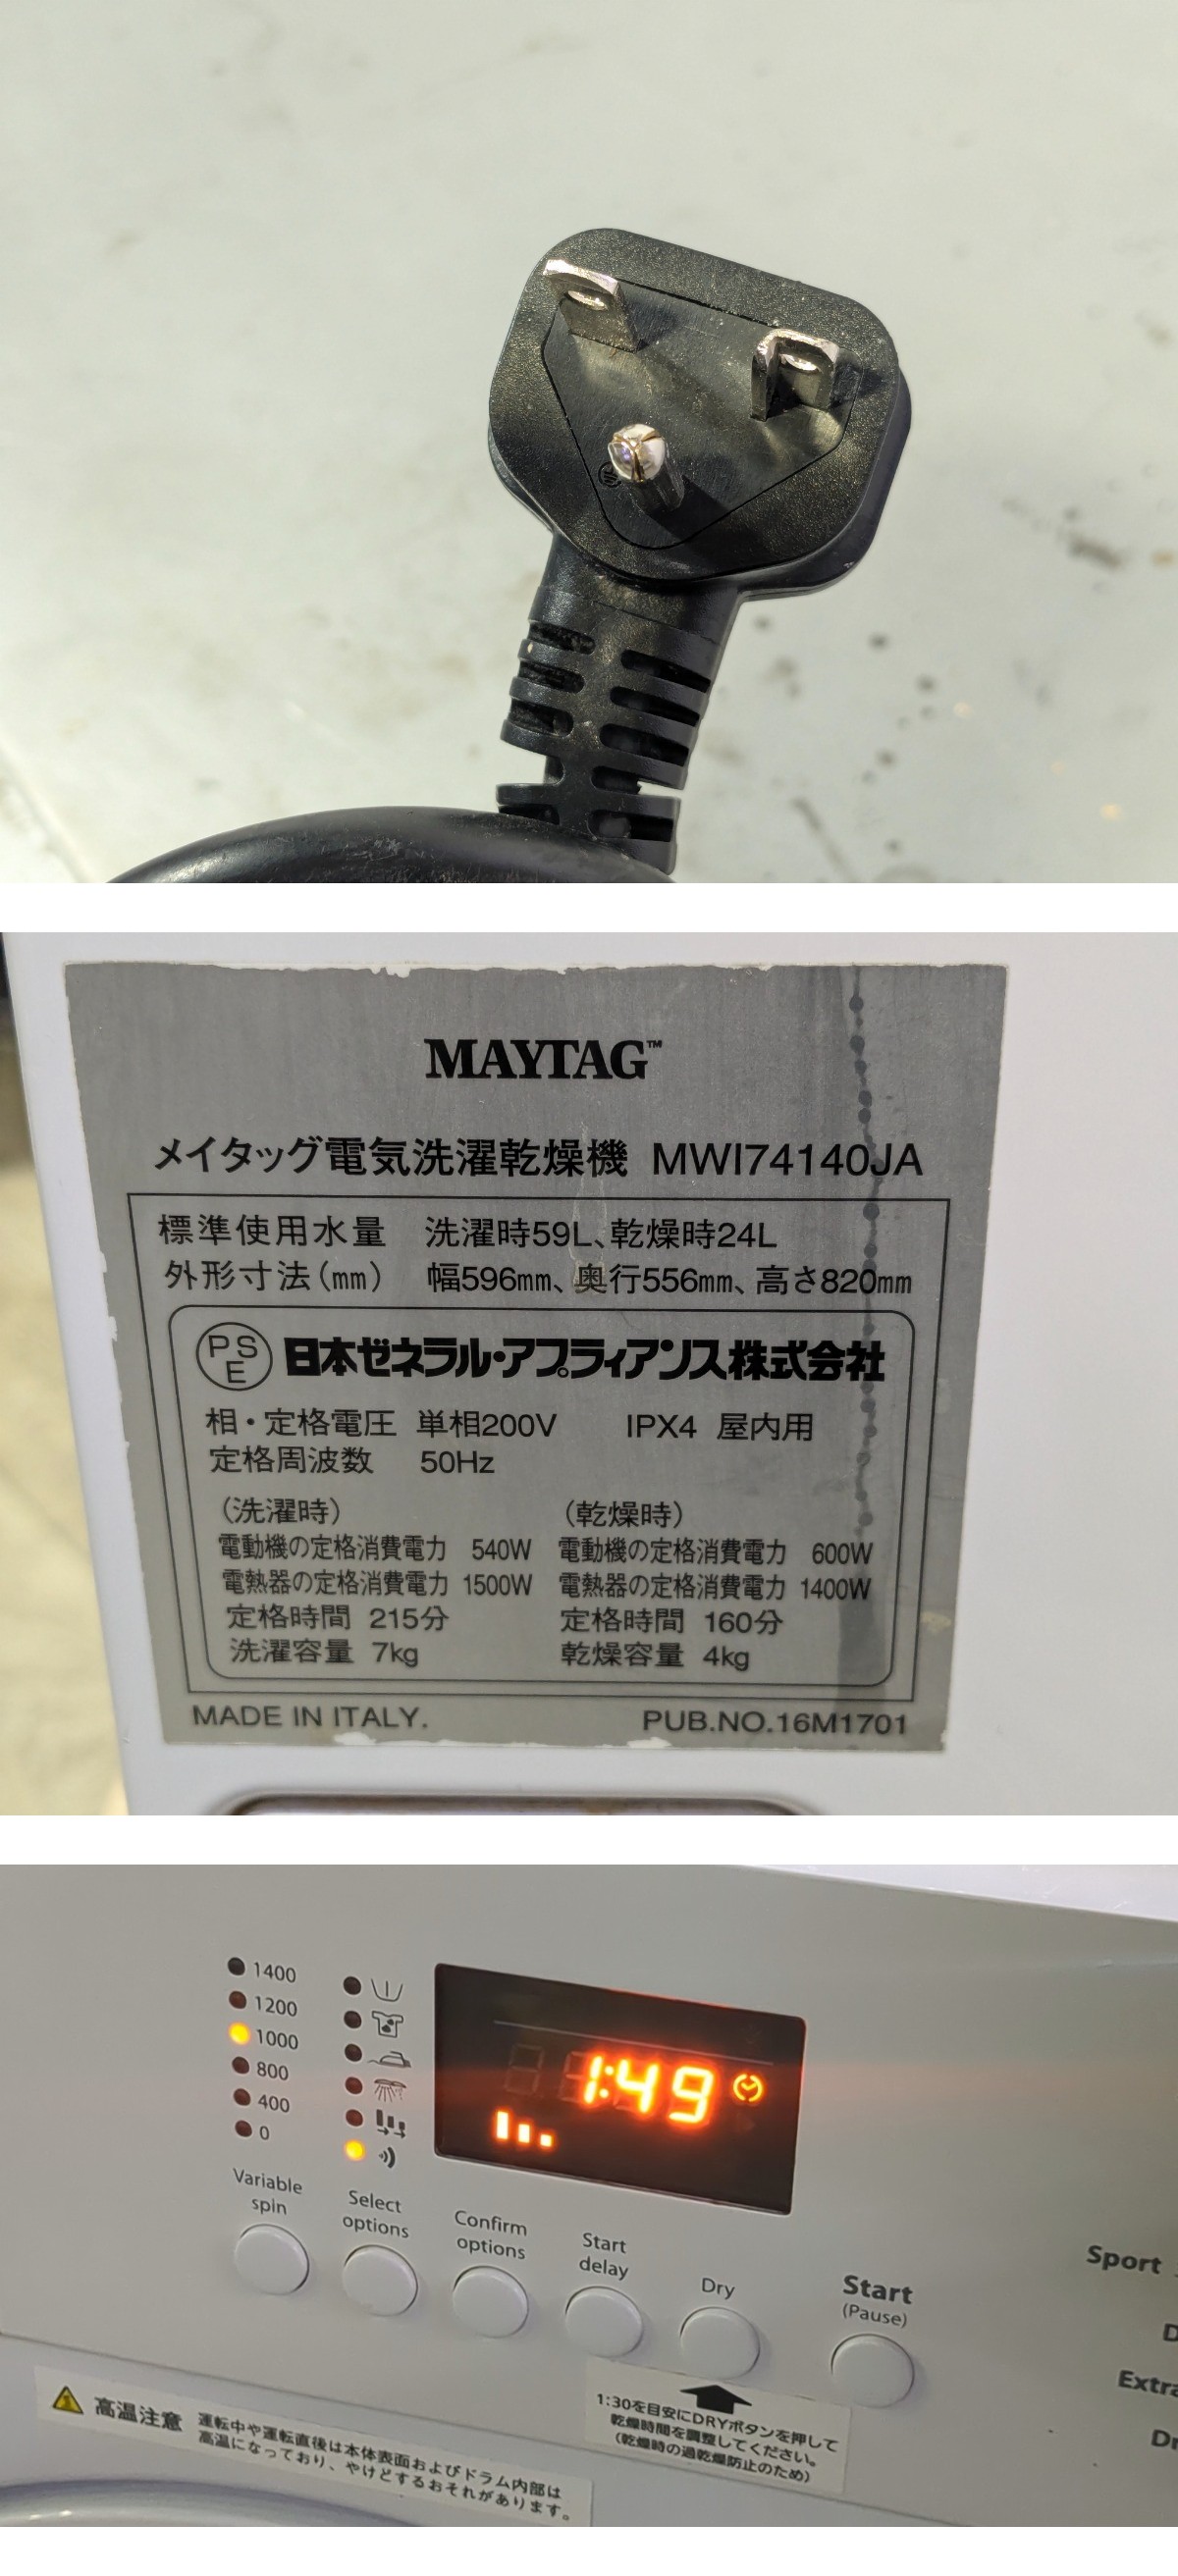 MAYTAG™
メイタッグ電気洗濯乾燥機 MWI74140JA
標準使用水量 洗濯時59L、乾燥時24L
外形寸法(mm) 幅596mm、奥行556mm、高さ820mm
PSE 日本ゼネラル・アプライアンス株式会社
相・定格電圧 単相200V IPX4 屋内用
定格周波数 50Hz
(洗濯時) (乾燥時)
電動機の定格消費電力 540W 電動機の定格消費電力 600W
電熱器の定格消費電力 1500W 電熱器の定格消費電力 1400W
定格時間 215分 定格時間 160分
洗濯容量 7kg 乾燥容量 4kg
MADE IN ITALY. PUB.NO.16M1701
1400
1200
1000
800
400
0
1:49
Variable
spin
Select
options
Confirm
options
Start
delay
Dry
Start
(Pause)
Sport
Extra
1:30を目安にDRYボタンを押して
乾燥時間を調整してください。
(乾燥時の過乾燥防止のため)
高温注意 運転中や運転直後は本体表面およびドラム内部は
高温になっており、やけどするおそれがあります。